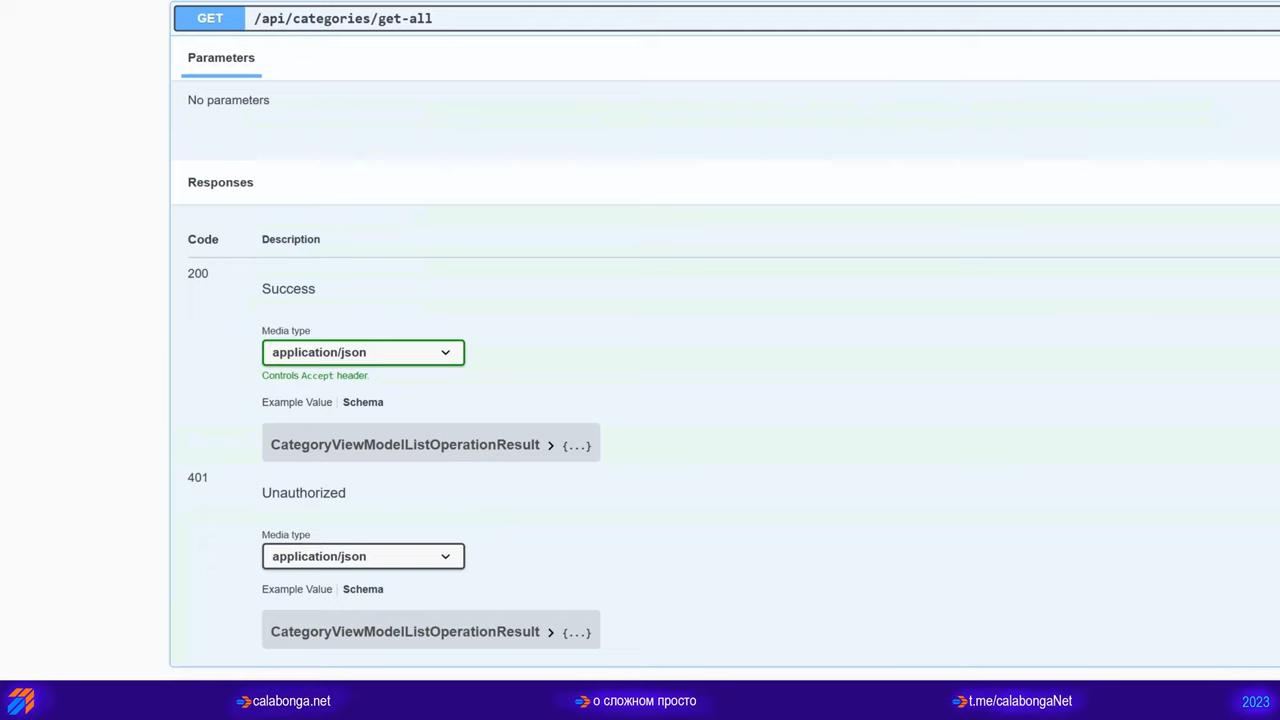 GET /api/categories/get-all
Parameters
No parameters
Responses
Code Description
200
Success
Media type
application/json
Controls Accept header.
Example Value Schema
CategoryViewModelListOperationResult > {...}
401
Unauthorized
Media type
application/json
Example Value Schema
CategoryViewModelListOperationResult > {...}
calabonga.net о сложном просто t.me/calabongaNet 2023